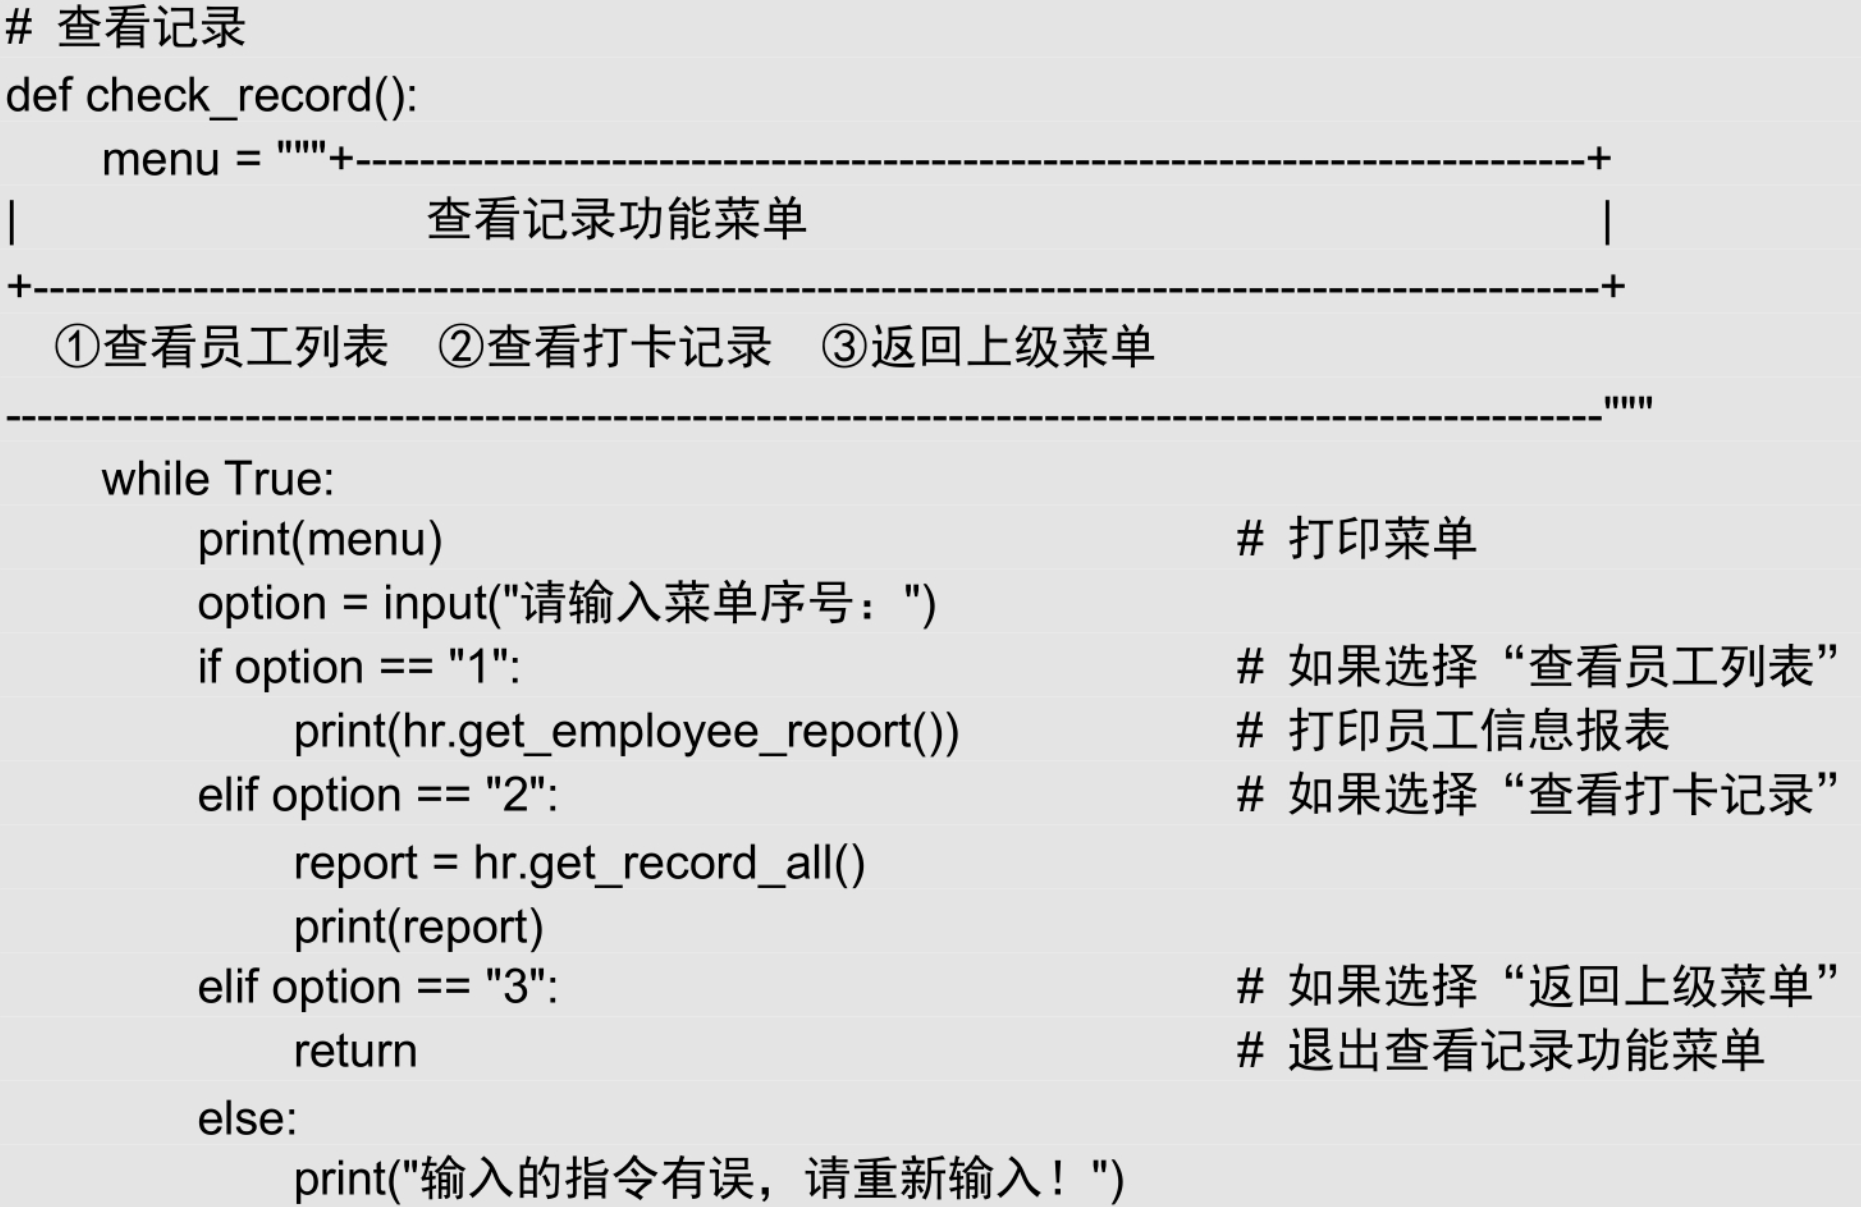 # 查看记录
def check_record():
    menu = """+-----------------------------------------------------------------------------+
|                                  查看记录功能菜单                                                                  |
+--------------------------------------------------------------------------------------------------+
    ①查看员工列表    ②查看打卡记录    ③返回上级菜单
----------------------------------------------------------------------------------------------------"""
    while True:
        print(menu)                                # 打印菜单
        option = input("请输入菜单序号：")
        if option == "1":                          # 如果选择“查看员工列表”
            print(hr.get_employee_report())        # 打印员工信息报表
        elif option == "2":                        # 如果选择“查看打卡记录”
            report = hr.get_record_all()
            print(report)
        elif option == "3":                        # 如果选择“返回上级菜单”
            return                                 # 退出查看记录功能菜单
        else:
            print("输入的指令有误，请重新输入！")